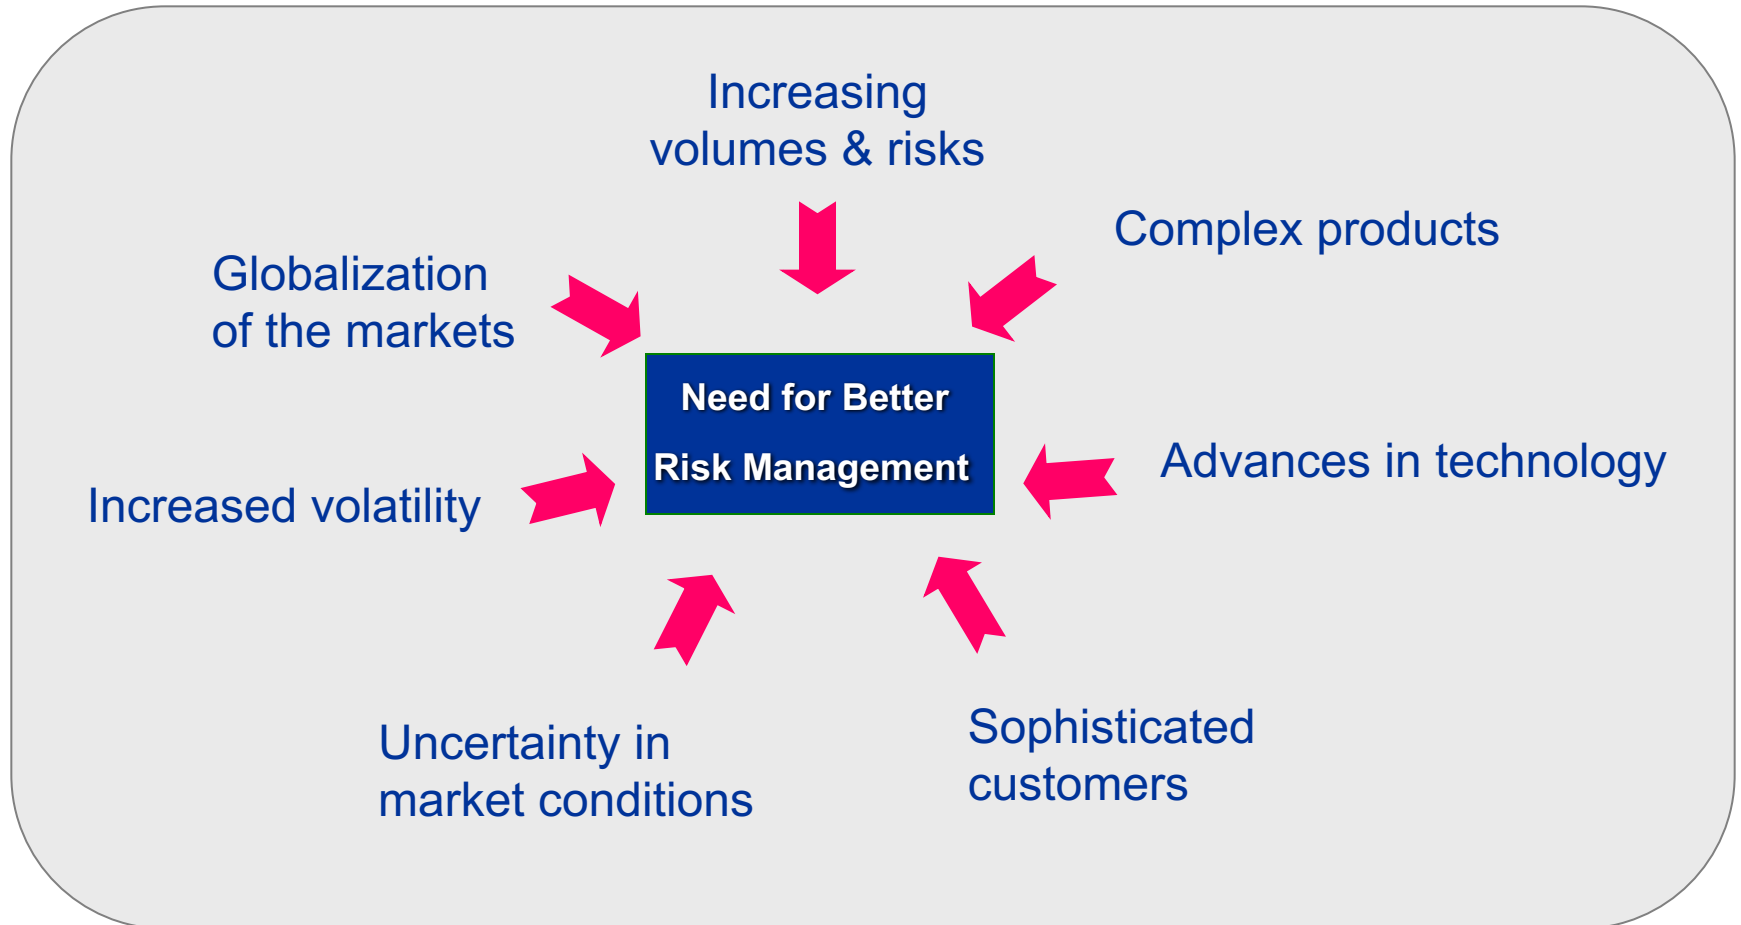 Increasing
volumes & risks
Complex products
Globalization
of the markets
Need for Better
Risk Management
Advances in technology
Increased volatility
Uncertainty in
market conditions
Sophisticated
customers